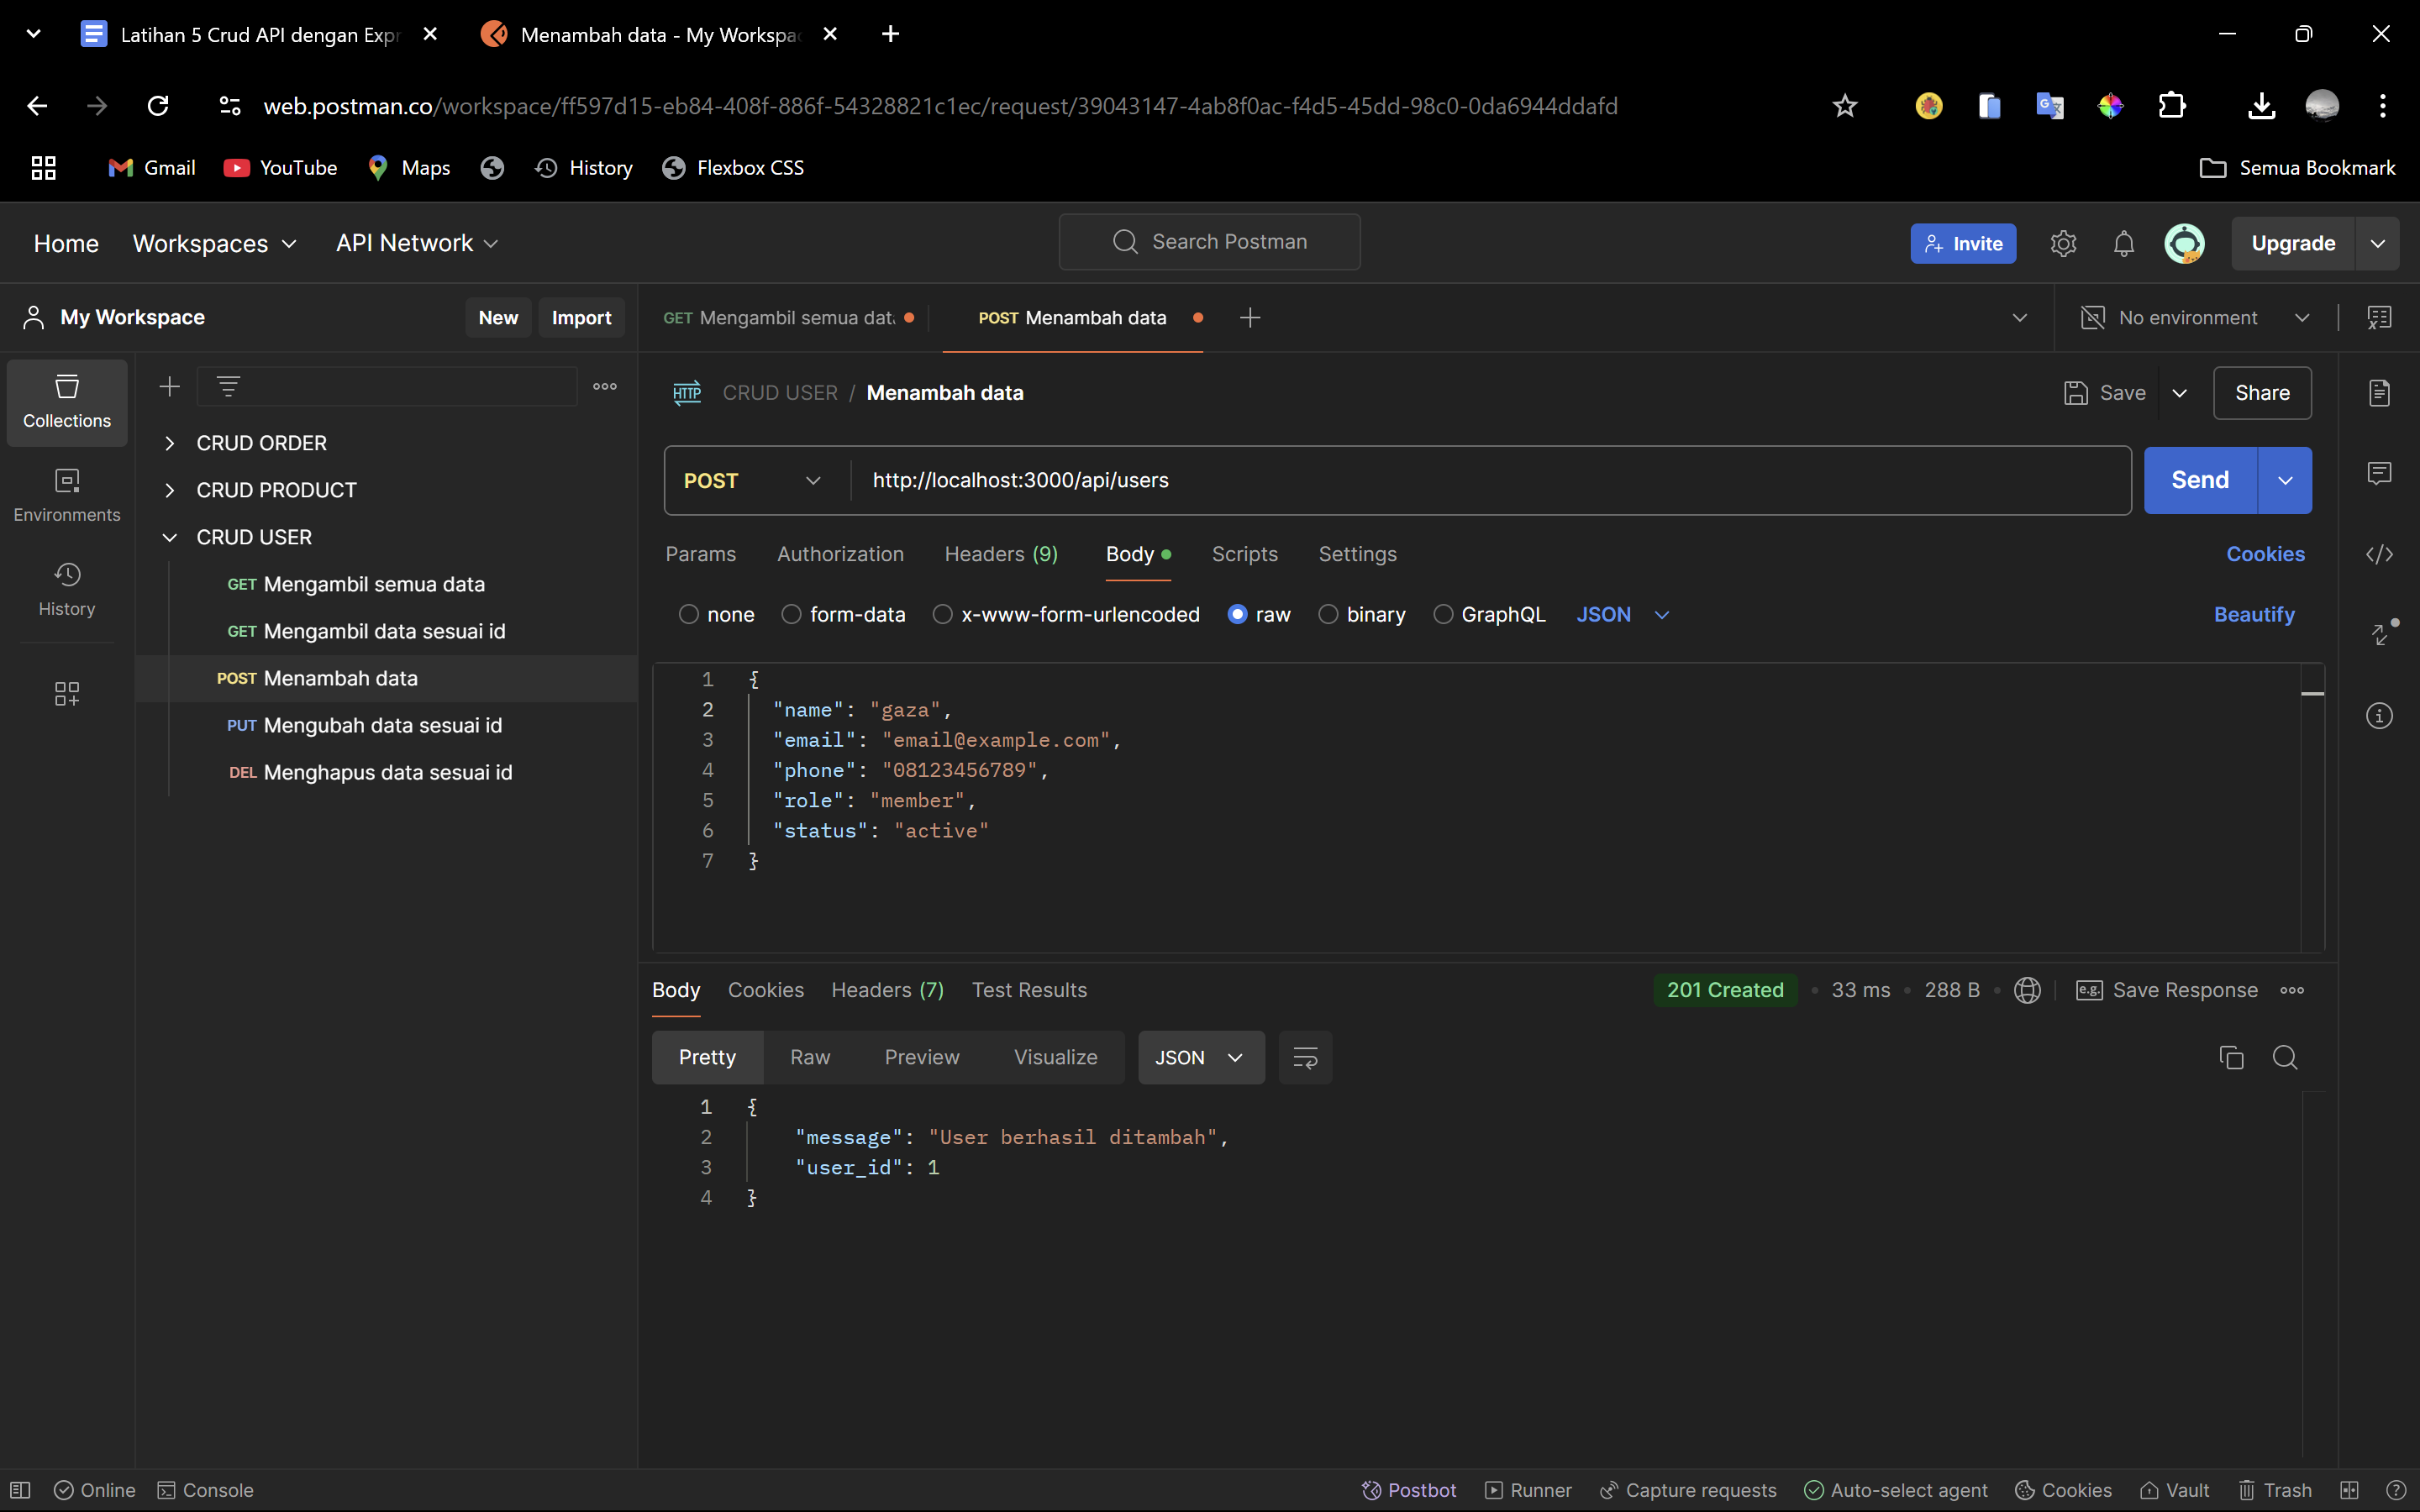 Latihan 5 Crud API dengan Expr
Menambah data - My Workspa
web.postman.co/workspace/ff597d15-eb84-408f-886f-54328821c1ec/request/39043147-4ab8f0ac-f4d5-45dd-98c0-0da6944ddafd
Gmail YouTube Maps History Flexbox CSS Semua Bookmark
Home Workspaces API Network Search Postman Invite Upgrade
My Workspace New Import
GET Mengambil semua dat. POST Menambah data No environment
Collections
Environments
History
CRUD ORDER
CRUD PRODUCT
CRUD USER
GET Mengambil semua data
GET Mengambil data sesuai id
POST Menambah data
PUT Mengubah data sesuai id
DEL Menghapus data sesuai id
HTTP CRUD USER / Menambah data Save Share
POST http://localhost:3000/api/users Send
Params Authorization Headers (9) Body Scripts Settings Cookies
none form-data x-www-form-urlencoded raw binary GraphQL JSON Beautify
1 {
2 "name": "gaza",
3 "email": "email@example.com",
4 "phone": "08123456789",
5 "role": "member",
6 "status": "active"
7 }
Body Cookies Headers (7) Test Results 201 Created • 33 ms • 288 B • e.g. Save Response
Pretty Raw Preview Visualize JSON
1 {
2 "message": "User berhasil ditambah",
3 "user_id": 1
4 }
Online Console Postbot Runner Capture requests Auto-select agent Cookies Vault Trash